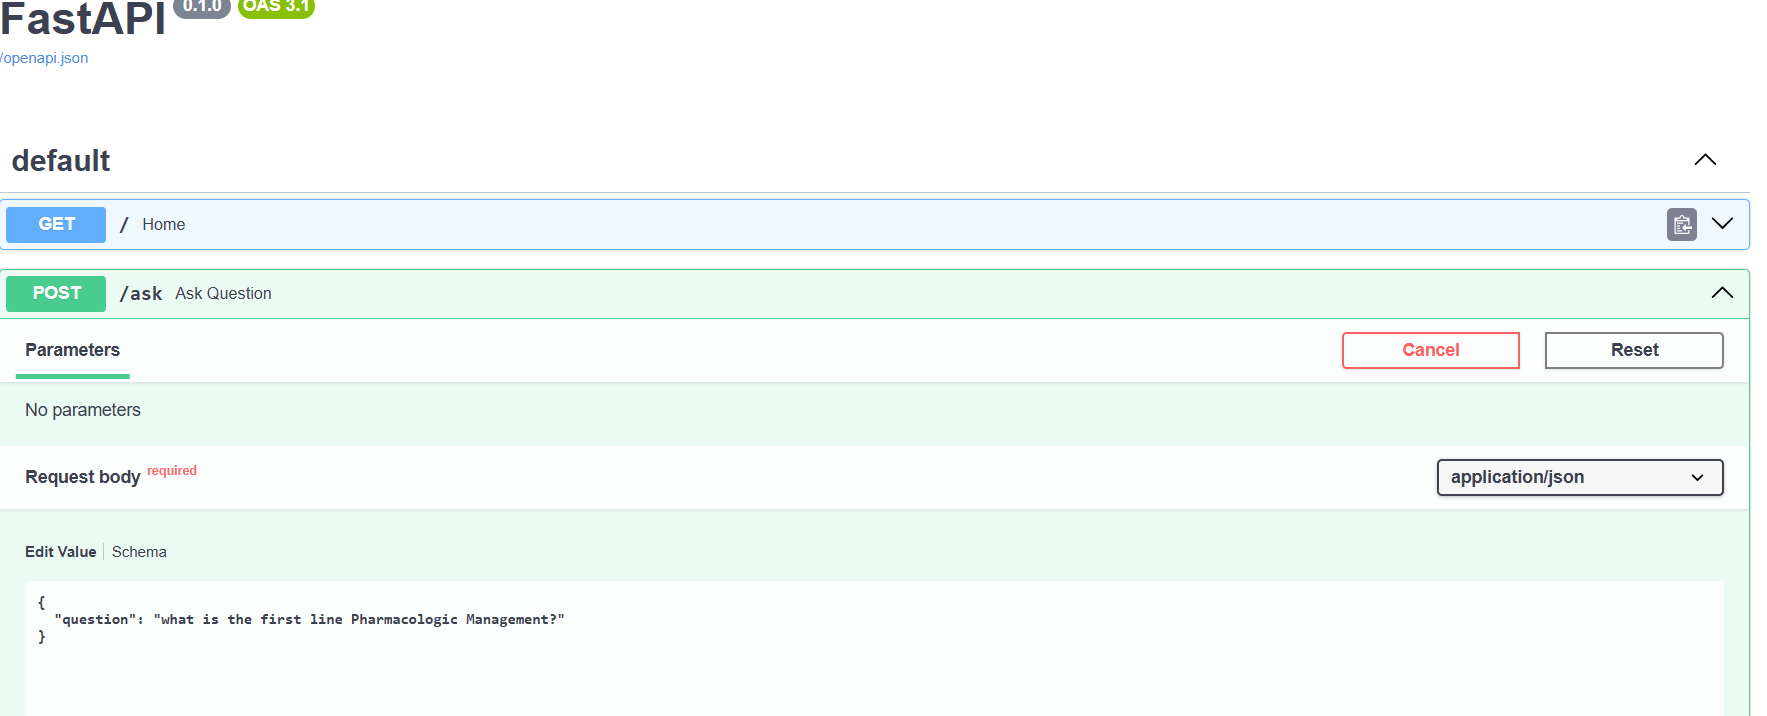 FastAPI 0.1.0 OAS 3.1
/openapi.json
default
GET / Home
POST /ask Ask Question
Parameters
Cancel
Reset
No parameters
Request body required
application/json
Edit Value Schema
{
  "question": "what is the first line Pharmacologic Management?"
}